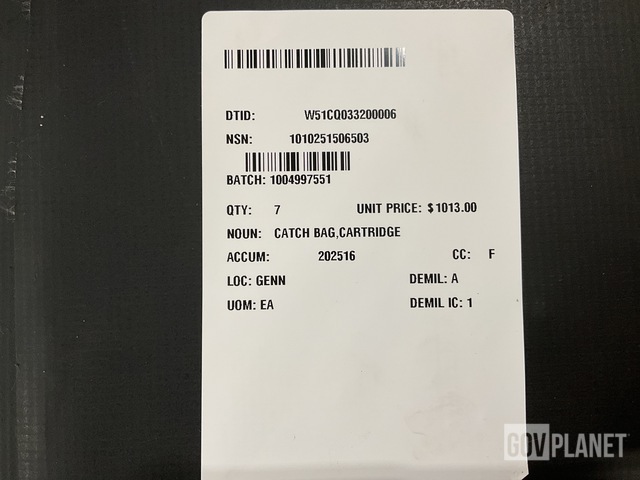 DTID: W51CQ033200006
NSN: 1010251506503
BATCH: 1004997551
QTY: 7 UNIT PRICE: $1013.00
NOUN: CATCH BAG,CARTRIDGE
ACCUM: 202516 CC: F
LOC: GENN DEMIL: A
UOM: EA DEMIL IC: 1
GOVPLANET